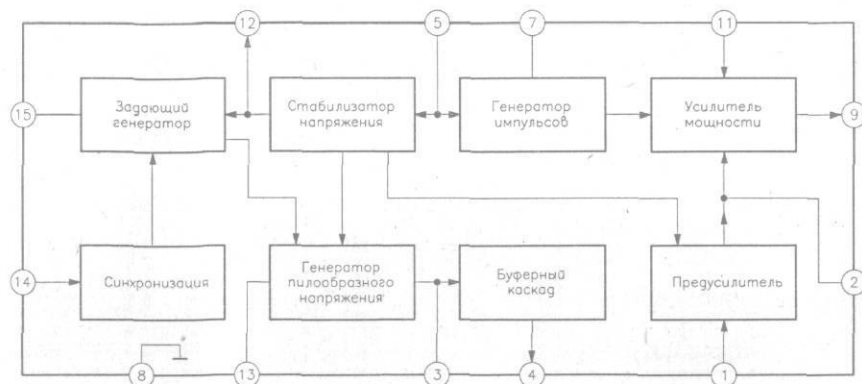 12
5
7
11
Задающий
генератор
Стабилизатор
напряжения
Генератор
импульсов
Усилитель
мощности
15
9
Синхронизация
Генератор
пилообразного
напряжения
Буферный
каскад
Предусилитель
14
2
8
13
3
4
1